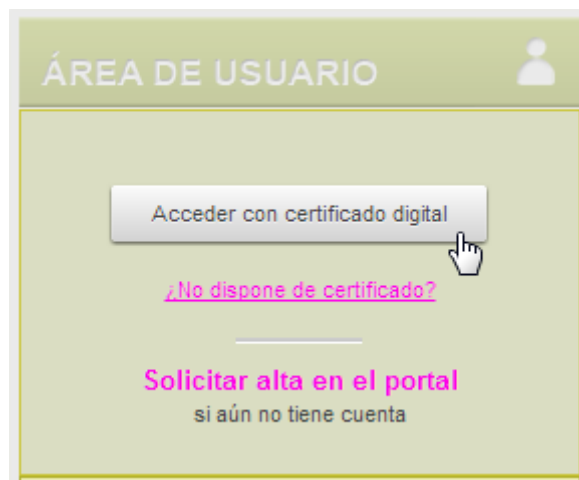 ÁREA DE USUARIO
Acceder con certificado digital
¿No dispone de certificado?
Solicitar alta en el portal
si aún no tiene cuenta